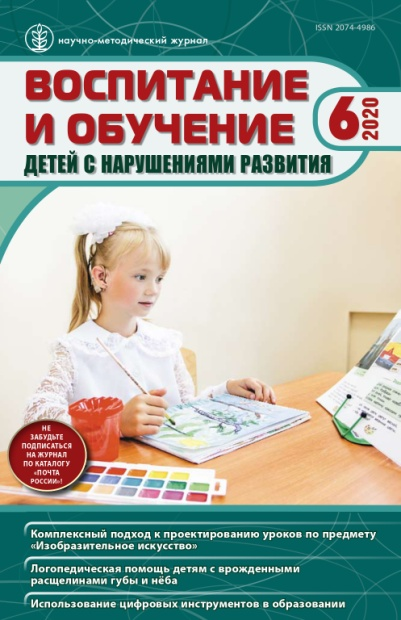 ISSN 2074-4986
научно-методический журнал
ВОСПИТАНИЕ
И ОБУЧЕНИЕ
ДЕТЕЙ С НАРУШЕНИЯМИ РАЗВИТИЯ
6
2020
НЕ
ЗАБУДЬТЕ
ПОДПИСАТЬСЯ
НА ЖУРНАЛ
ПО КАТАЛОГУ
«ПОЧТА
РОССИИ»!
Комплексный подход к проектированию уроков по предмету
«Изобразительное искусство»
Логопедическая помощь детям с врожденными
расщелинами губы и нёба
Использование цифровых инструментов в образовании